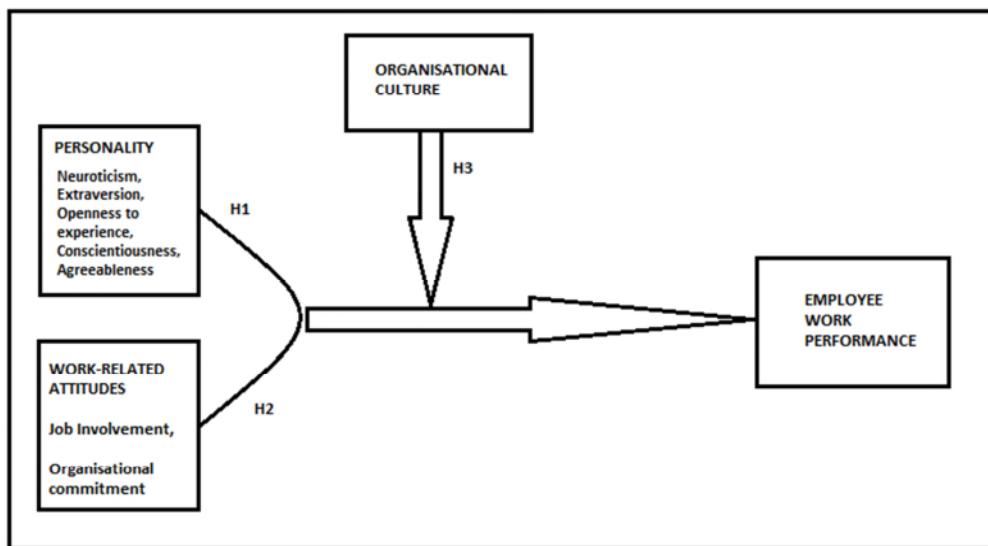 ORGANISATIONAL
CULTURE
H3
PERSONALITY
Neuroticism,
Extraversion,
Openness to
experience,
Conscientiousness,
Agreeableness
H1
EMPLOYEE
WORK
PERFORMANCE
WORK-RELATED
ATTITUDES
Job Involvement,
Organisational
commitment
H2